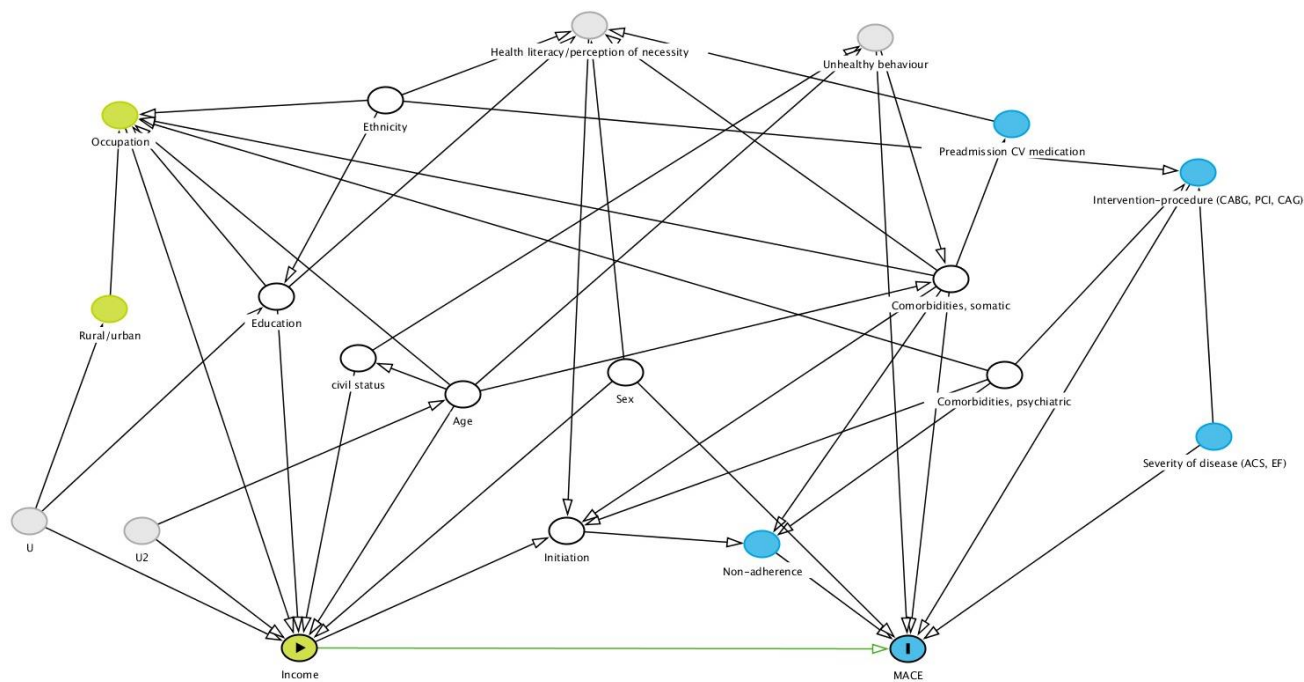 Health literacy/perception of necessity
Unhealthy behaviour
Ethnicity
Occupation
Preadmission CV medication
Intervention-procedure (CABG, PCI, CAG)
Comorbidities, somatic
Education
Rural/urban
civil status
Sex
Comorbidities, psychiatric
Age
Severity of disease (ACS, EF)
U
U2
Initiation
Non-adherence
Income
MACE